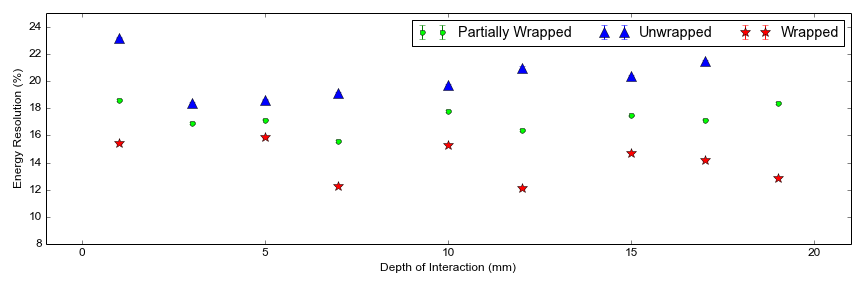 Partially Wrapped Unwrapped Wrapped
24
22
20
18
16
14
12
10
8
0 5 10 15 20
Energy Resolution (%)
Depth of Interaction (mm)